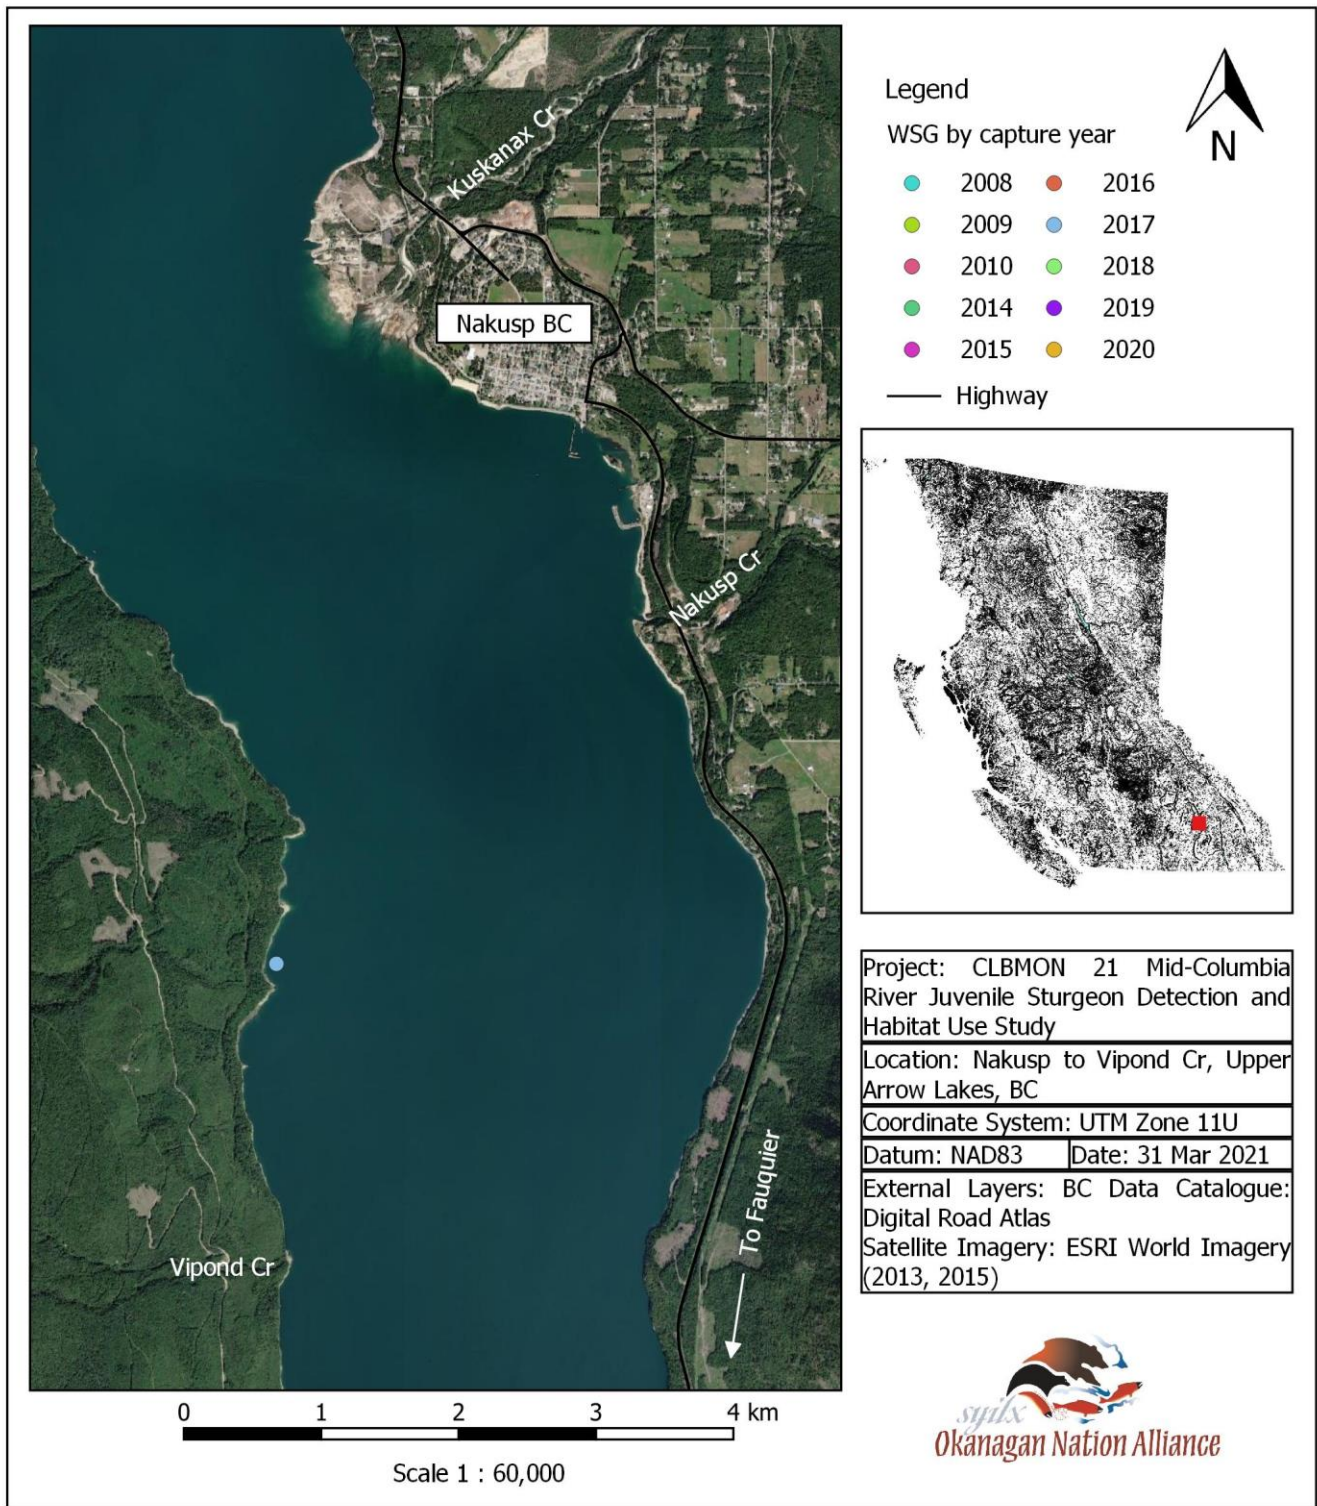 Kuskanax Cr
Nakusp BC
Nakusp Cr
To Fauquier
Vipond Cr
0 1 2 3 4 km
Scale 1 : 60,000
Legend
N
WSG by capture year
2008 2016
2009 2017
2010 2018
2014 2019
2015 2020
Highway
Project: CLBMON 21 Mid-Columbia
River Juvenile Sturgeon Detection and
Habitat Use Study
Location: Nakusp to Vipond Cr, Upper
Arrow Lakes, BC
Coordinate System: UTM Zone 11U
Datum: NAD83 Date: 31 Mar 2021
External Layers: BC Data Catalogue:
Digital Road Atlas
Satellite Imagery: ESRI World Imagery
(2013, 2015)
syilx
Okanagan Nation Alliance